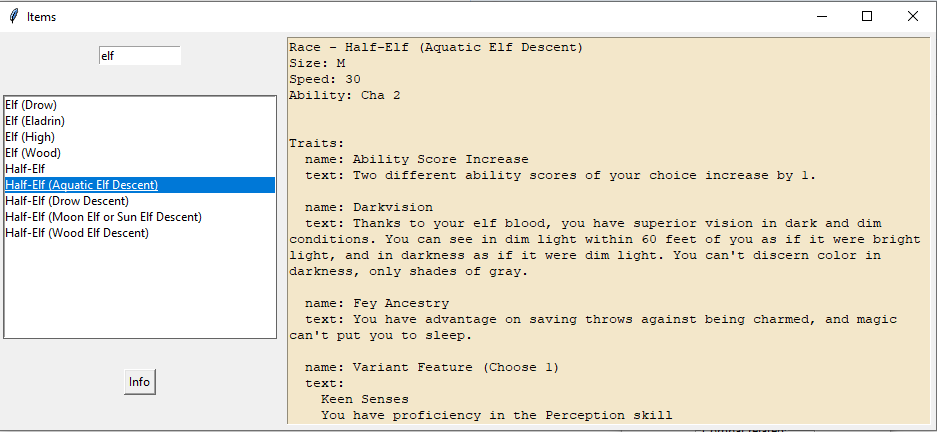 Items
elf
Elf (Drow)
Elf (Eladrin)
Elf (High)
Elf (Wood)
Half-Elf
Half-Elf (Aquatic Elf Descent)
Half-Elf (Drow Descent)
Half-Elf (Moon Elf or Sun Elf Descent)
Half-Elf (Wood Elf Descent)
Info
Race - Half-Elf (Aquatic Elf Descent)
Size: M
Speed: 30
Ability: Cha 2
Traits:
name: Ability Score Increase
text: Two different ability scores of your choice increase by 1.
name: Darkvision
text: Thanks to your elf blood, you have superior vision in dark and dim
conditions. You can see in dim light within 60 feet of you as if it were bright
light, and in darkness as if it were dim light. You can't discern color in
darkness, only shades of gray.
name: Fey Ancestry
text: You have advantage on saving throws against being charmed, and magic
can't put you to sleep.
name: Variant Feature (Choose 1)
text:
Keen Senses
You have proficiency in the Perception skill